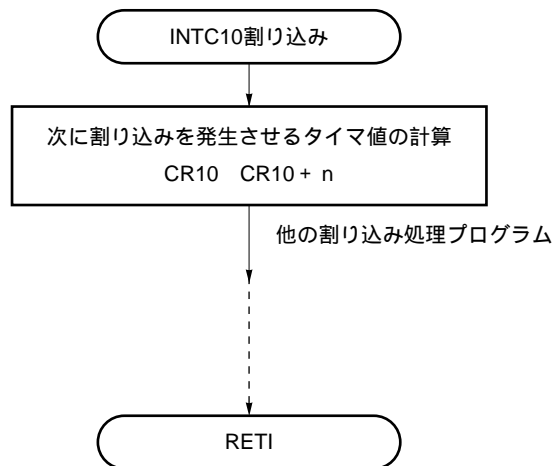 INTC10割り込み
次に割り込みを発生させるタイマ値の計算
CR10 CR10 + n
他の割り込み処理プログラム
RETI